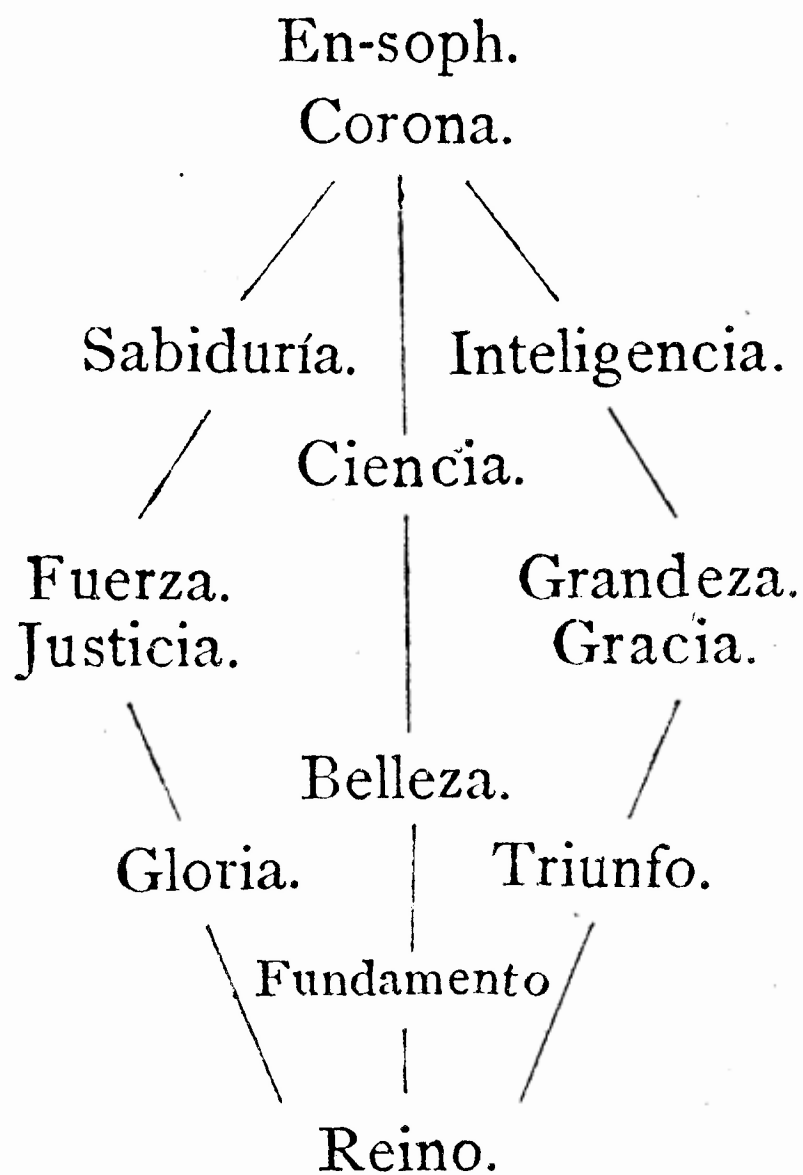 En-soph.
Corona.
Sabiduría. Inteligencia.
Ciencia.
Fuerza. Grandeza.
Justicia. Gracia.
Belleza.
Gloria. Triunfo.
Fundamento
Reino.